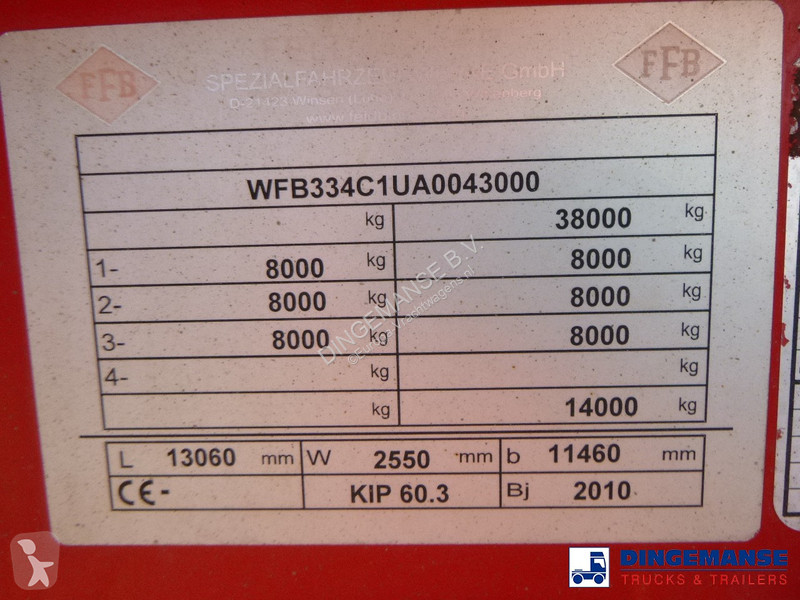 FFB FFB
GmbH
D-21423 Winsen
WFB334C1UA0043000
kg 38000 kg
1- 8000 kg 8000 kg
2- 8000 kg 8000 kg
3- 8000 kg 8000 kg
4- kg kg
kg 14000 kg
L 13060 mm W 2550 mm b 11460 mm
CE- KIP 60.3 Bj 2010
DINGEMANSE B.V.
DINGEMANSE
TRUCKS & TRAILERS